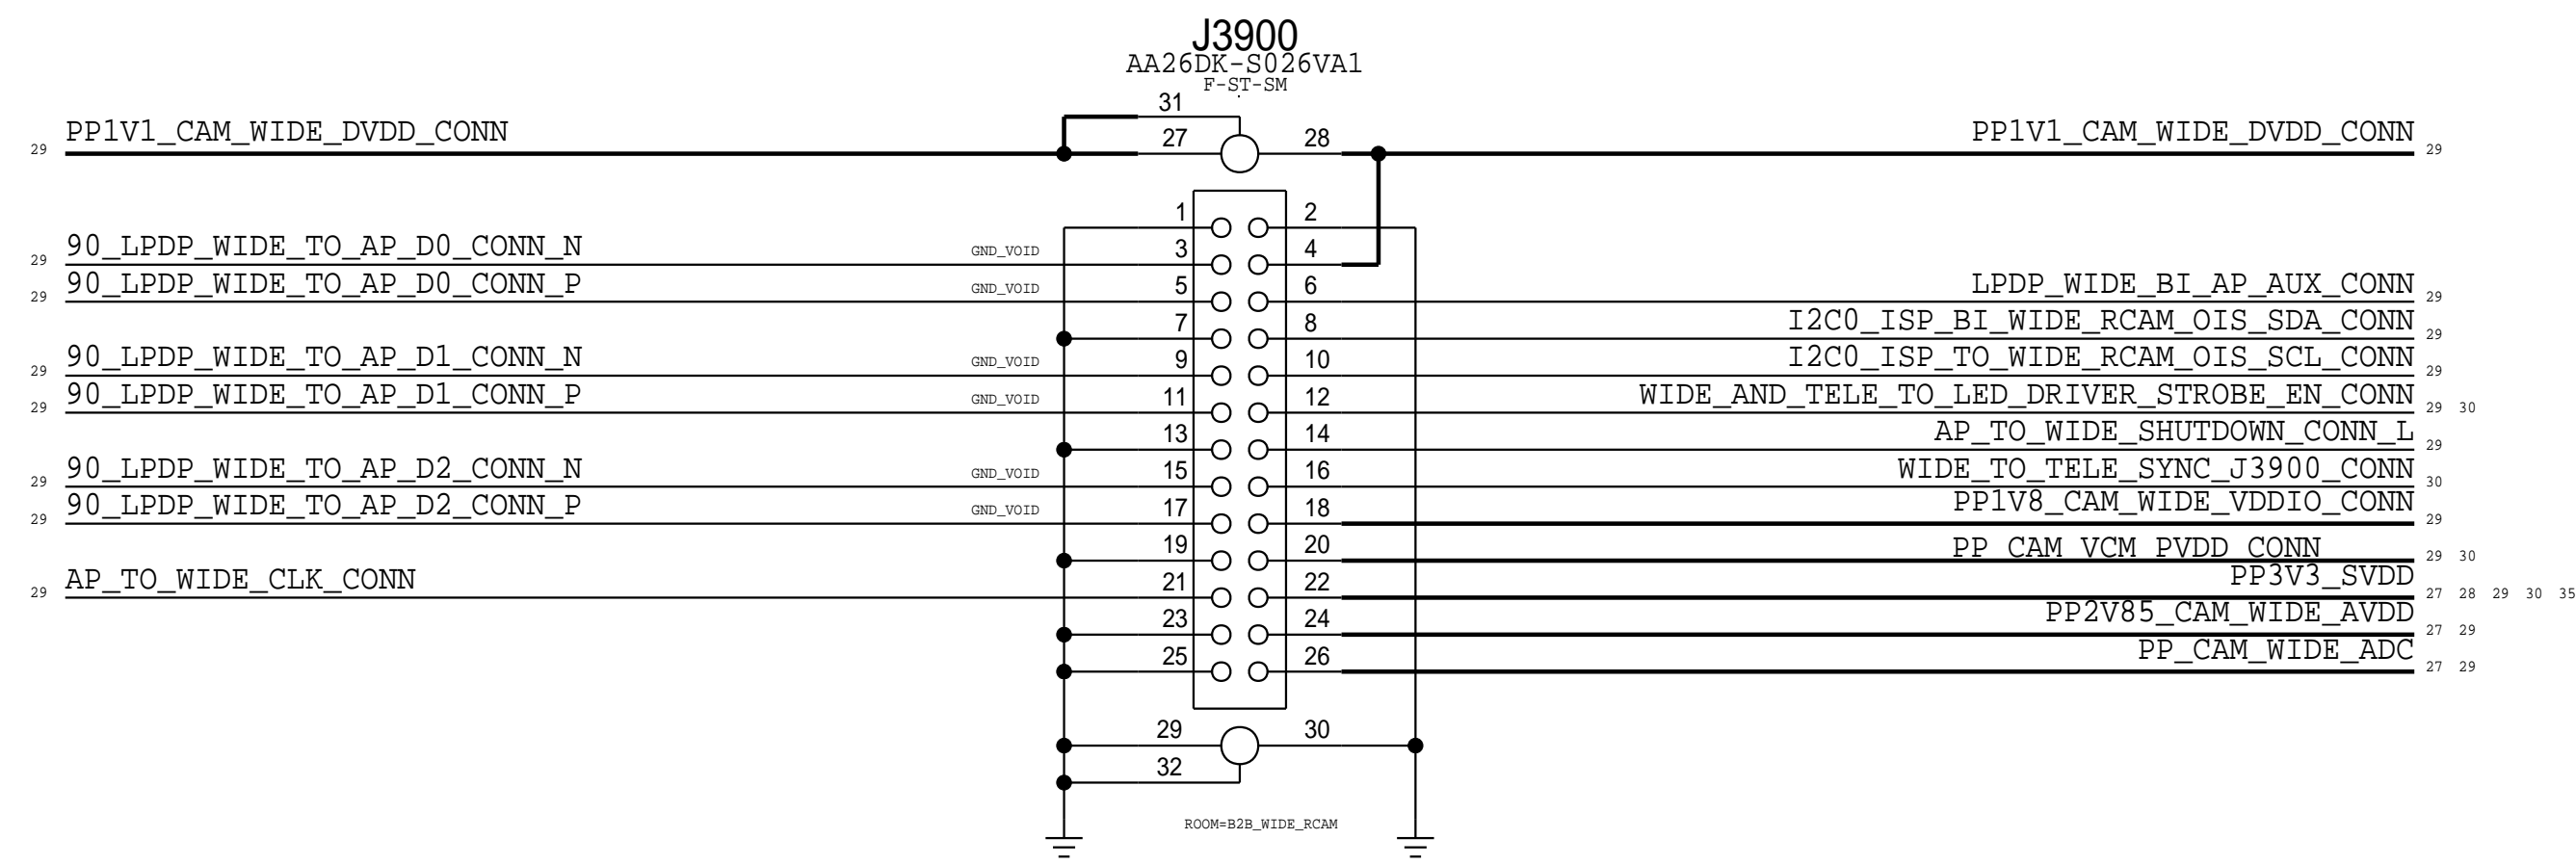 J3900
AA26DK-S026VA1
F-ST-SM
31
29 PP1V1_CAM_WIDE_DVDD_CONN 27 28 PP1V1_CAM_WIDE_DVDD_CONN 29
1 2
29 90_LPDP_WIDE_TO_AP_D0_CONN_N GND_VOID 3 4
29 90_LPDP_WIDE_TO_AP_D0_CONN_P GND_VOID 5 6 LPDP_WIDE_BI_AP_AUX_CONN 29
7 8 I2C0_ISP_BI_WIDE_RCAM_OIS_SDA_CONN 29
29 90_LPDP_WIDE_TO_AP_D1_CONN_N GND_VOID 9 10 I2C0_ISP_TO_WIDE_RCAM_OIS_SCL_CONN 29
29 90_LPDP_WIDE_TO_AP_D1_CONN_P GND_VOID 11 12 WIDE_AND_TELE_TO_LED_DRIVER_STROBE_EN_CONN 29 30
13 14 AP_TO_WIDE_SHUTDOWN_CONN_L 29
29 90_LPDP_WIDE_TO_AP_D2_CONN_N GND_VOID 15 16 WIDE_TO_TELE_SYNC_J3900_CONN 30
29 90_LPDP_WIDE_TO_AP_D2_CONN_P GND_VOID 17 18 PP1V8_CAM_WIDE_VDDIO_CONN 29
19 20 PP_CAM_VCM_PVDD_CONN 29 30
29 AP_TO_WIDE_CLK_CONN 21 22 PP3V3_SVDD 27 28 29 30 35
23 24 PP2V85_CAM_WIDE_AVDD 27 29
25 26 PP_CAM_WIDE_ADC 27 29
29 30
32
ROOM=B2B_WIDE_RCAM